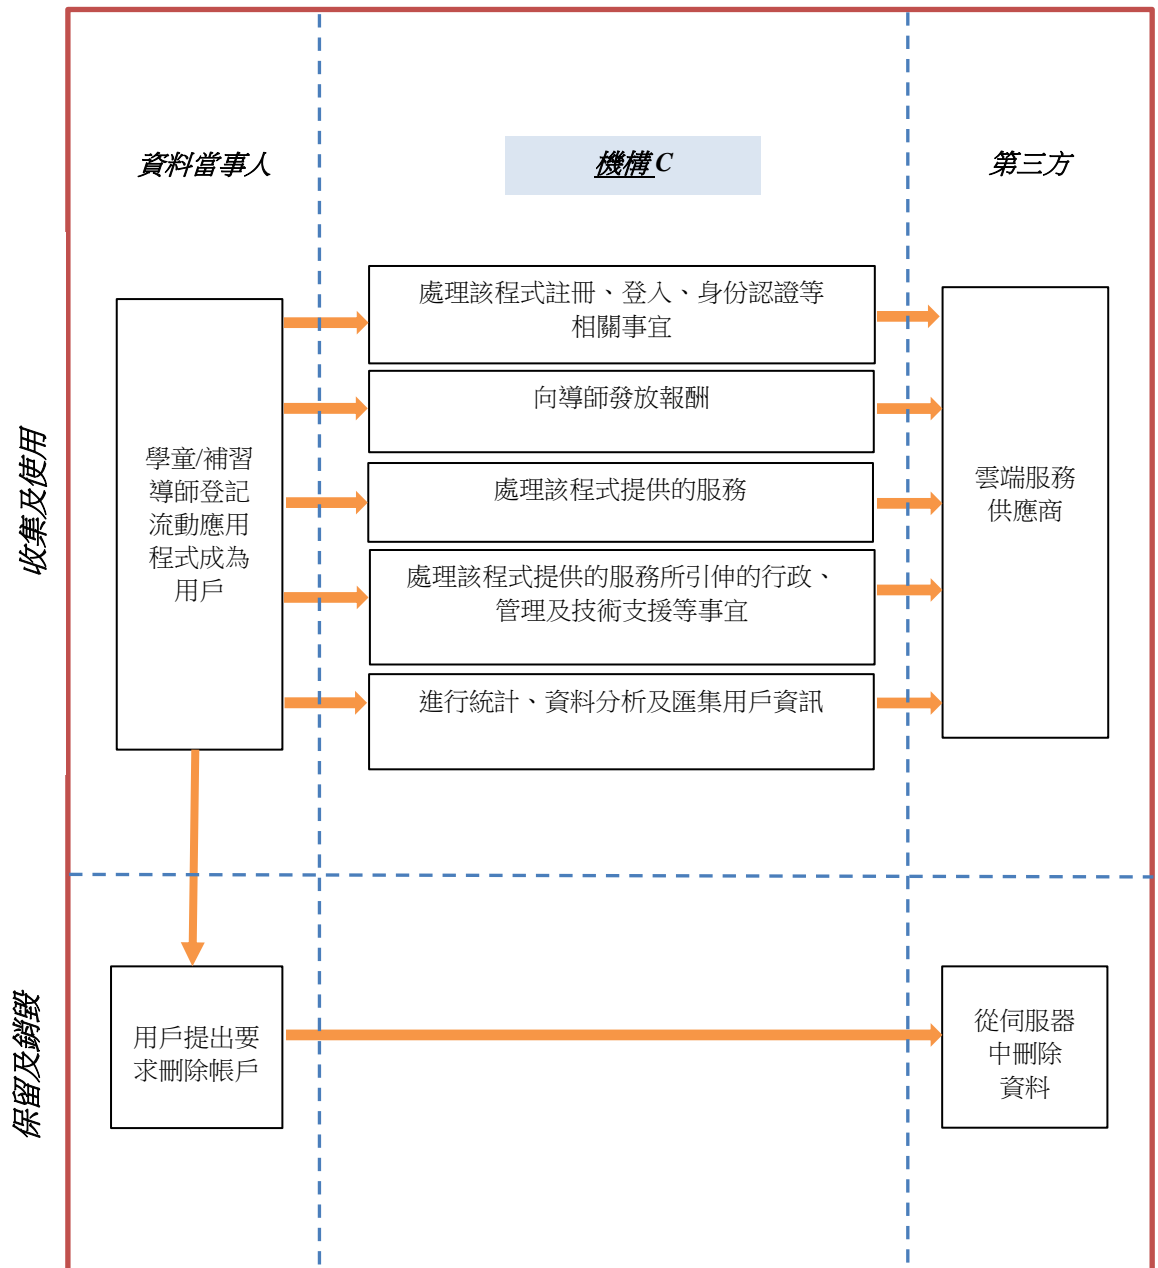 資料當事人
機構 C
第三方
收集及使用
學童/補習
導師登記
流動應用
程式成為
用戶
處理該程式註冊、登入、身份認證等
相關事宜
向導師發放報酬
處理該程式提供的服務
處理該程式提供的服務所引伸的行政、
管理及技術支援等事宜
進行統計、資料分析及匯集用戶資訊
雲端服務
供應商
保留及銷毀
用戶提出要
求刪除帳戶
從伺服器
中刪除
資料